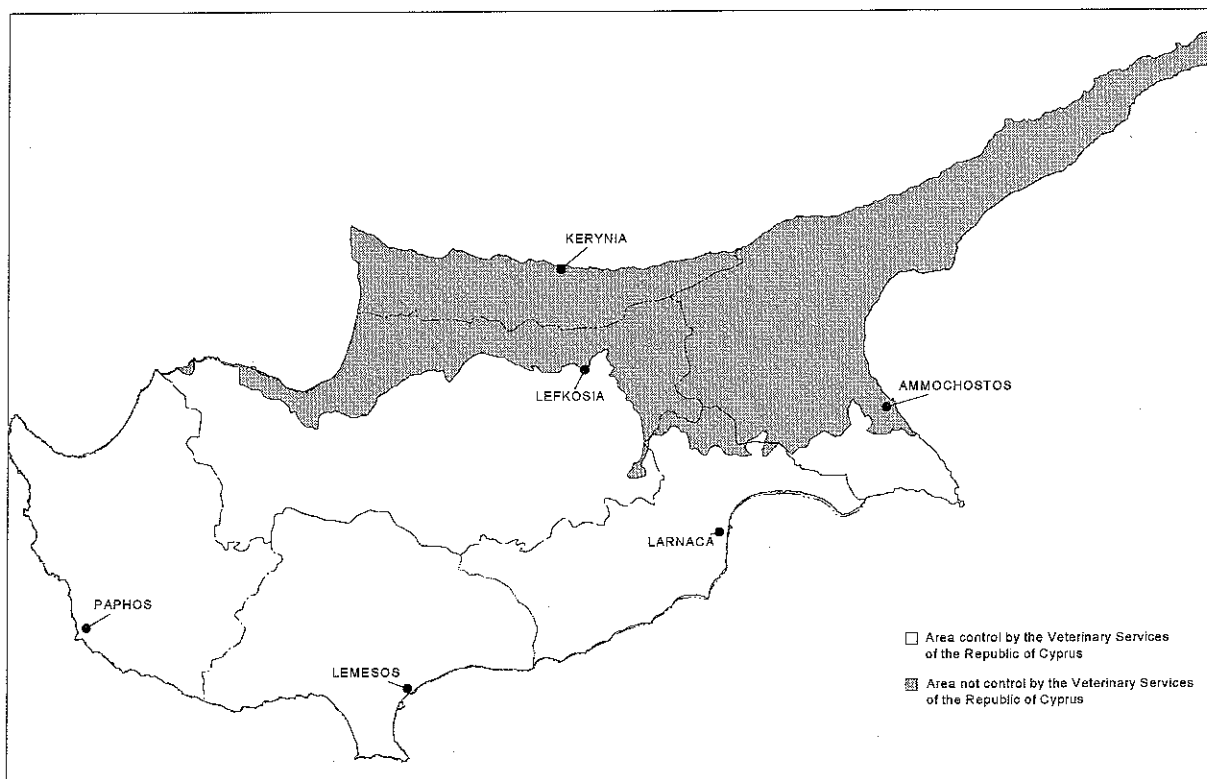 KERYNIA
LEFKOSIA
AMMOCHOSTOS
LARNACA
PAPHOS
LEMESOS
Area control by the Veterinary Services
of the Republic of Cyprus
Area not control by the Veterinary Services
of the Republic of Cyprus